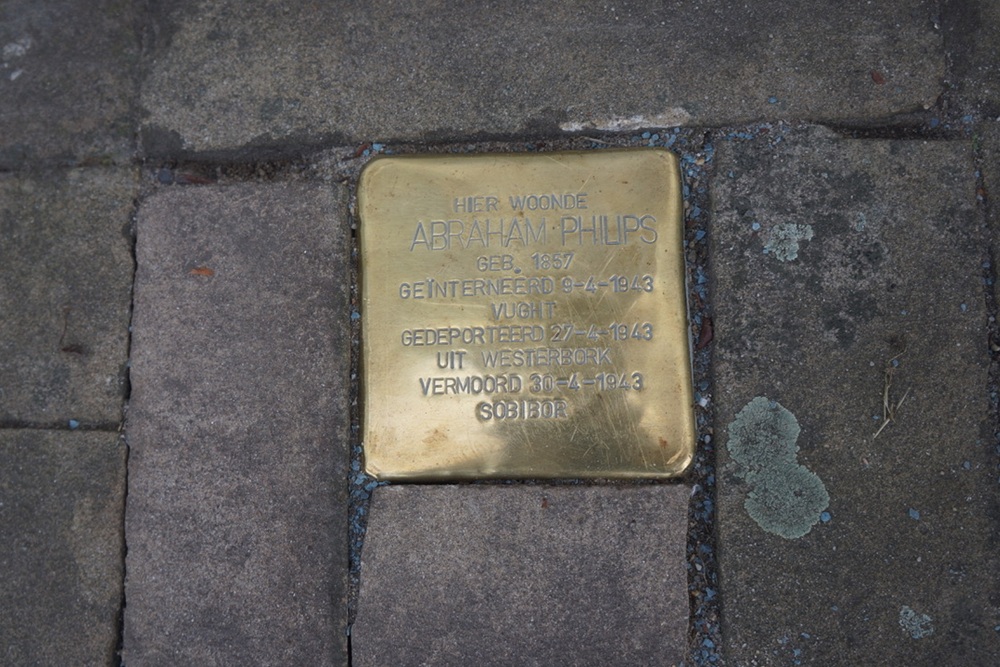 HIER WOONDE
ABRAHAM PHILIPS
GEB. 1857
GEÏNTERNEERD 9-4-1943
VUGHT
GEDEPORTEERD 27-4-1943
UIT WESTERBORK
VERMOORD 30-4-1943
SOBIBOR